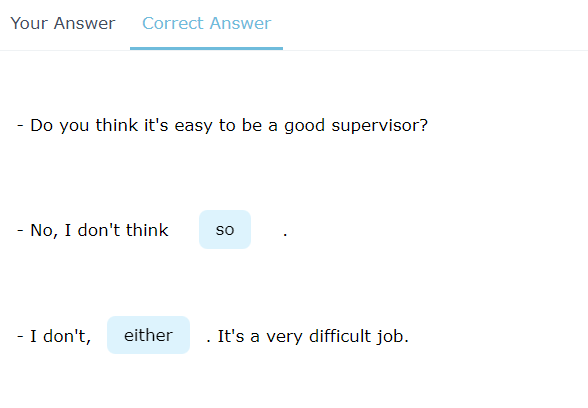 Your Answer Correct Answer
- Do you think it's easy to be a good supervisor?
- No, I don't think so .
- I don't, either . It's a very difficult job.